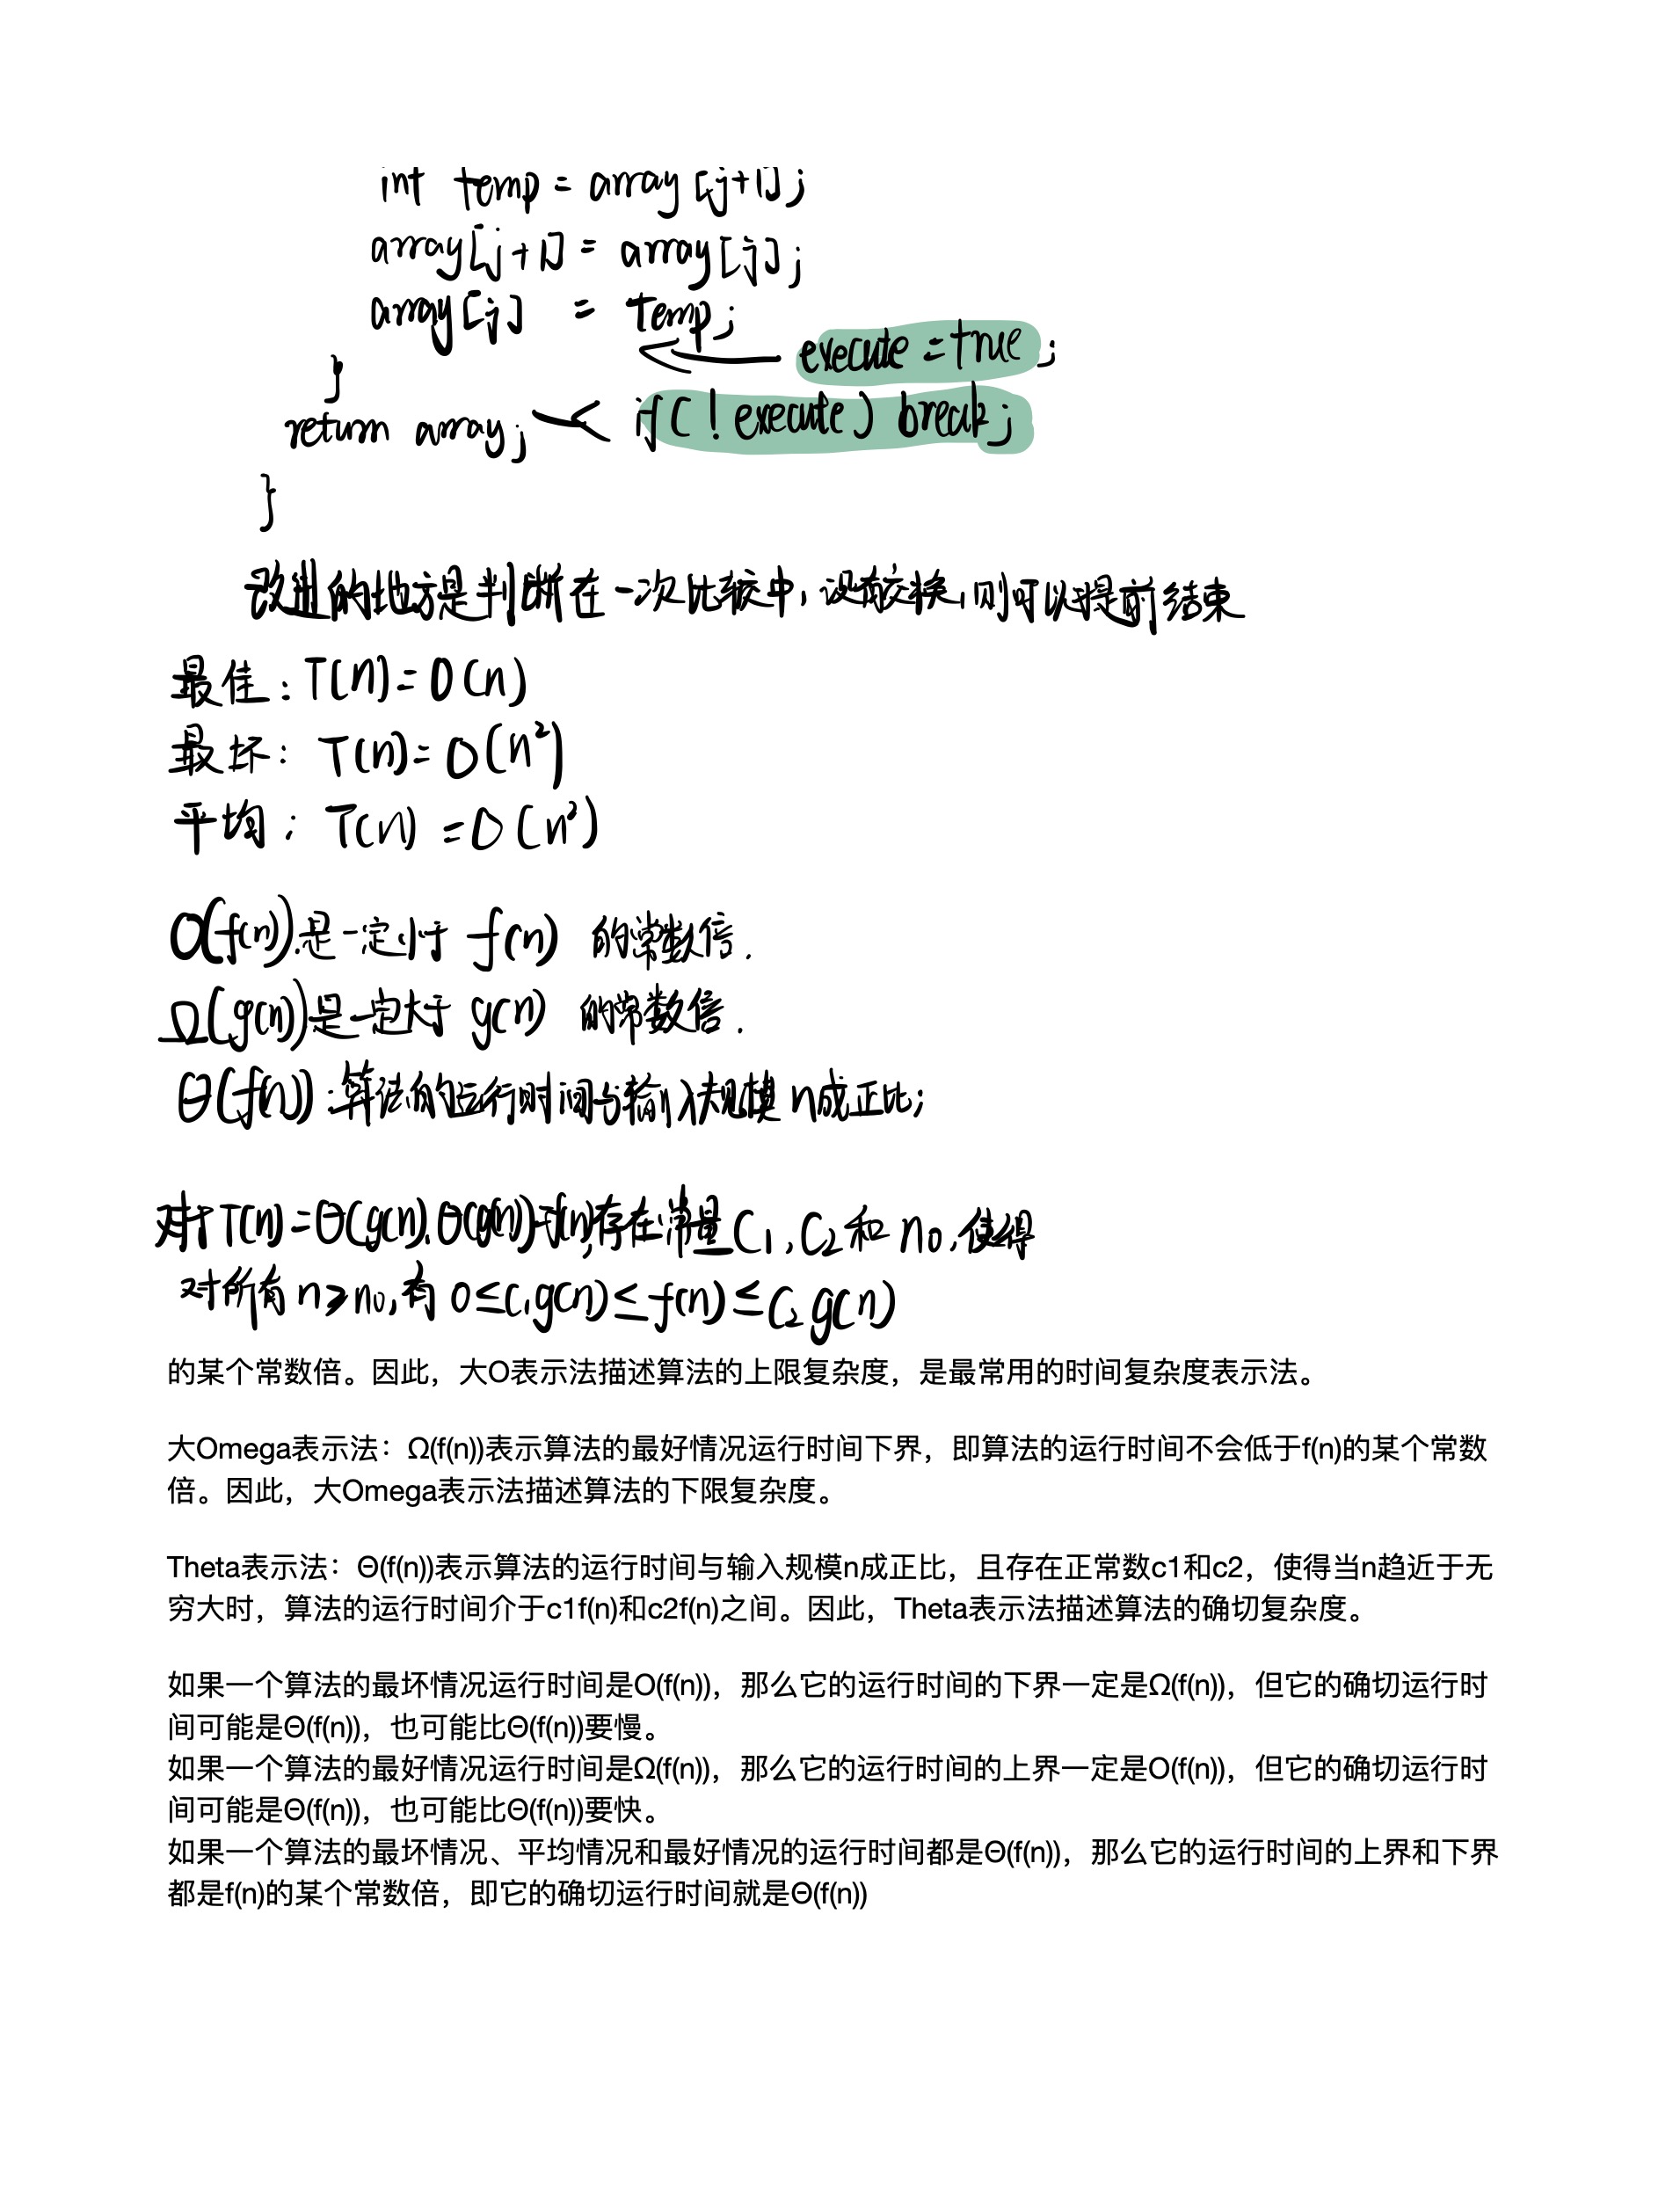 int temp = array[j+1];
array[j+1] = array[j];
array[j] = temp;
execute = true;
}
return array; if(!execute) break;
}
改进的地方是判断在一次比较中,没有交换,则可以提前结束
最佳:T(n)=O(n)
最坏:T(n)=O(n²)
平均:T(n)=O(n²)
O(f(n)).是一定小于 f(n) 的常数倍.
Ω(g(n))是一定大于 g(n) 的常数倍.
Θ(f(n)):算法的运行时间与输入规模n成正比;
对于T(n)=Θ(g(n)),Θ(g(n))=f(n),存在常量C1,C2和n0,使得
对所有n≥n0,有0≤C1g(n)≤f(n)≤C2g(n)
的某个常数倍。因此,大O表示法描述算法的上限复杂度,是最常用的时间复杂度表示法。
大Omega表示法:Ω(f(n))表示算法的最好情况运行时间下界,即算法的运行时间不会低于f(n)的某个常数
倍。因此,大Omega表示法描述算法的下限复杂度。
Theta表示法:Θ(f(n))表示算法的运行时间与输入规模n成正比,且存在正常数c1和c2,使得当n趋近于无
穷大时,算法的运行时间介于c1f(n)和c2f(n)之间。因此,Theta表示法描述算法的确切复杂度。
如果一个算法的最坏情况运行时间是O(f(n)),那么它的运行时间的下界一定是Ω(f(n)),但它的确切运行时
间可能是Θ(f(n)),也可能比Θ(f(n))要慢。
如果一个算法的最好情况运行时间是Ω(f(n)),那么它的运行时间的上界一定是O(f(n)),但它的确切运行时
间可能是Θ(f(n)),也可能比Θ(f(n))要快。
如果一个算法的最坏情况、平均情况和最好情况的运行时间都是Θ(f(n)),那么它的运行时间的上界和下界
都是f(n)的某个常数倍,即它的确切运行时间就是Θ(f(n))